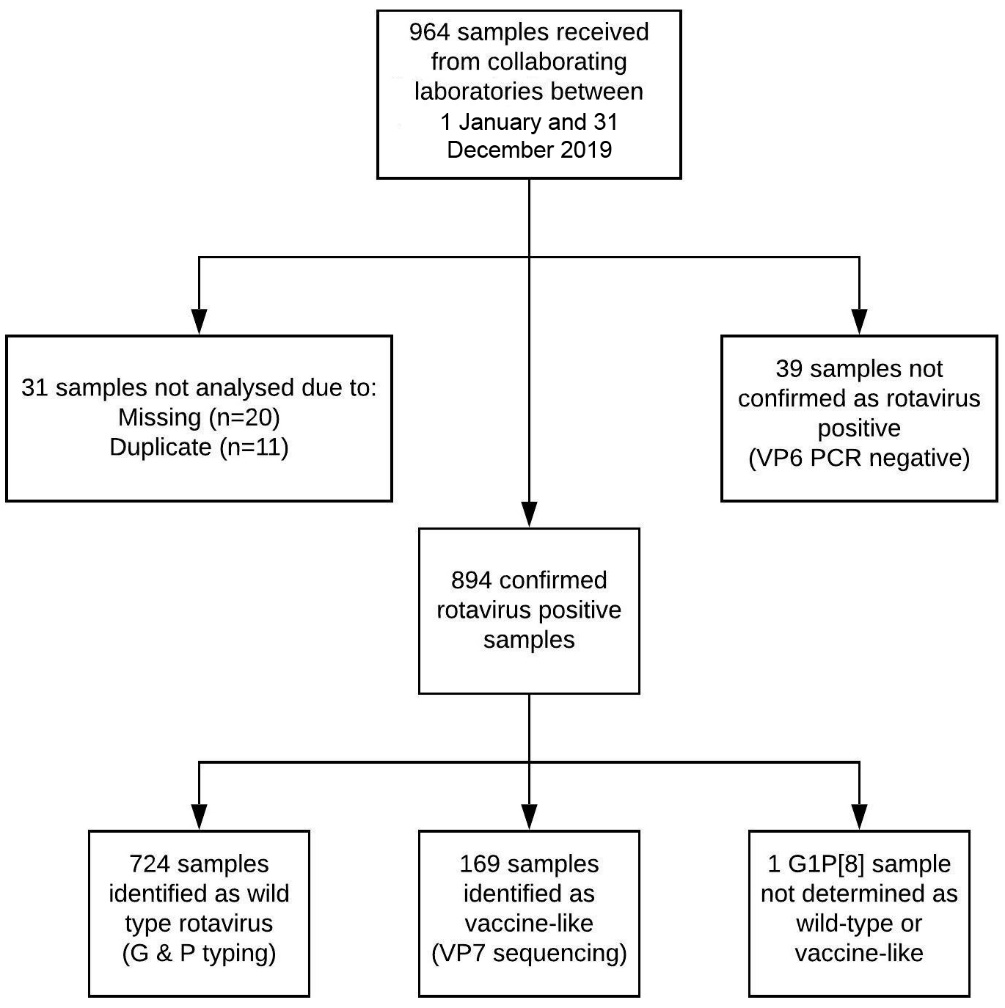 964 samples received
from collaborating
laboratories between
1 January and 31
December 2019
31 samples not analysed due to:
Missing (n=20)
Duplicate (n=11)
39 samples not
confirmed as rotavirus
positive
(VP6 PCR negative)
894 confirmed
rotavirus positive
samples
724 samples
identified as wild
type rotavirus
(G & P typing)
169 samples
identified as
vaccine-like
(VP7 sequencing)
1 G1P[8] sample
not determined as
wild-type or
vaccine-like